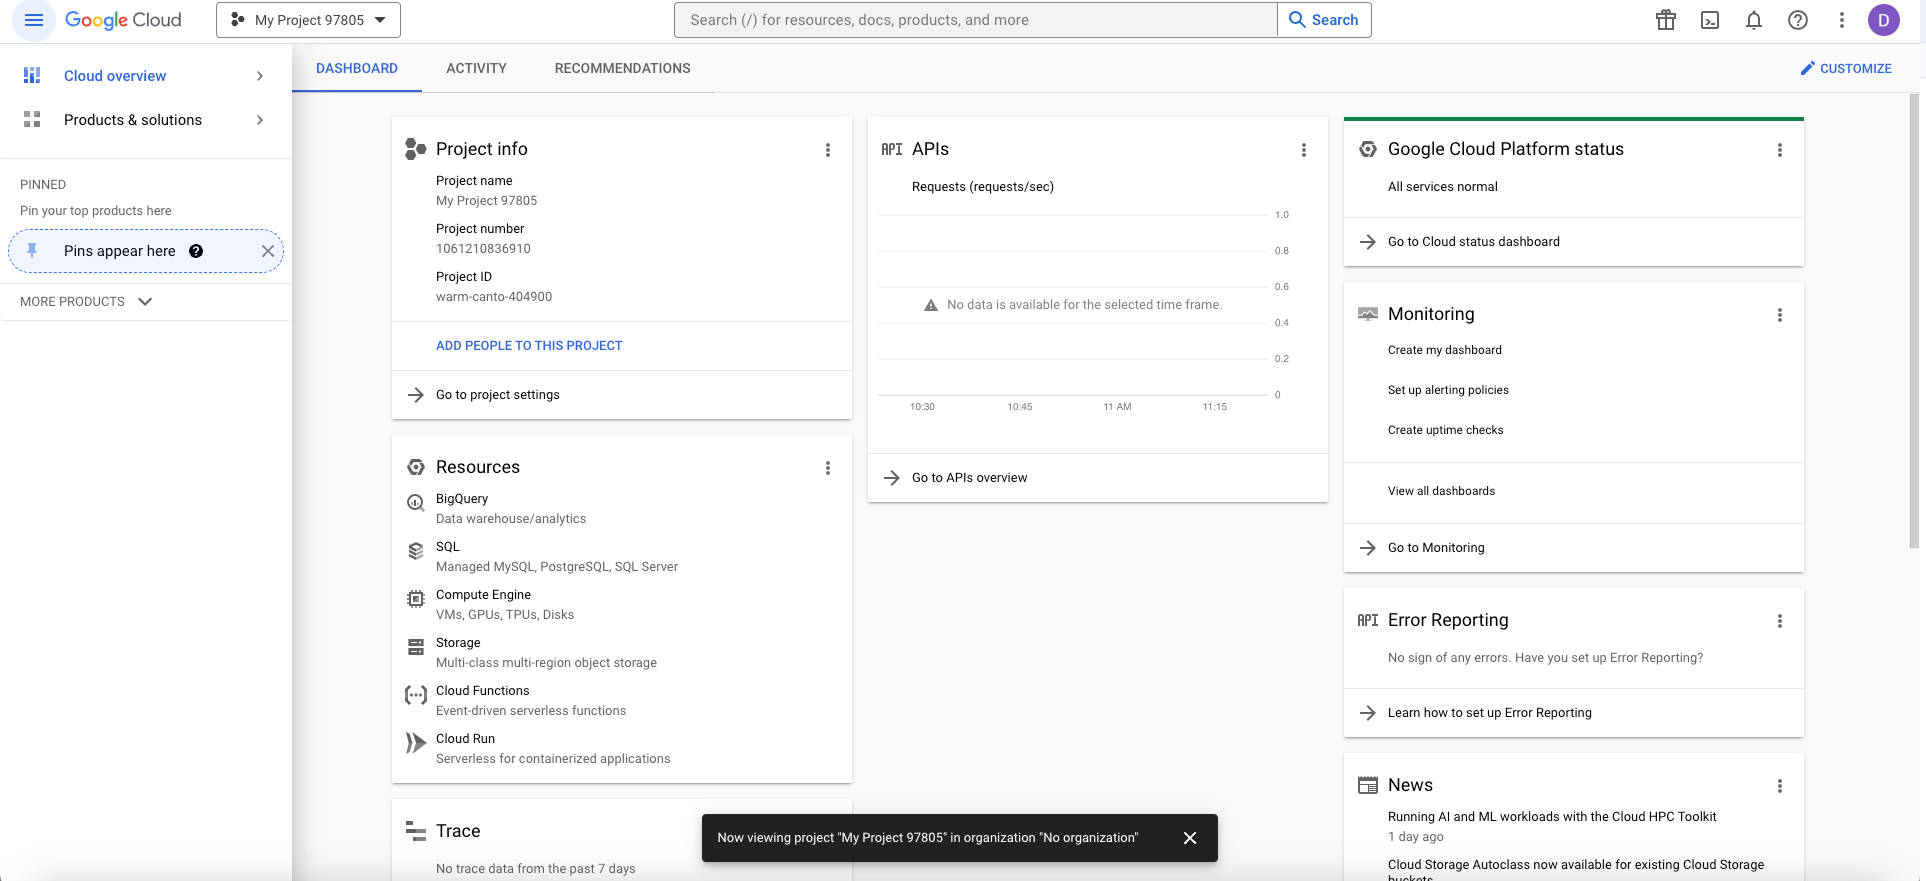 Google Cloud
My Project 97805
Search (/) for resources, docs, products, and more
Search
D
Cloud overview
Products & solutions
PINNED
Pin your top products here
Pins appear here
MORE PRODUCTS
DASHBOARD
ACTIVITY
RECOMMENDATIONS
CUSTOMIZE
Project info
Project name
My Project 97805
Project number
1061210836910
Project ID
warm-canto-404900
ADD PEOPLE TO THIS PROJECT
Go to project settings
Resources
BigQuery
Data warehouse/analytics
SQL
Managed MySQL, PostgreSQL, SQL Server
Compute Engine
VMs, GPUs, TPUs, Disks
Storage
Multi-class multi-region object storage
Cloud Functions
Event-driven serverless functions
Cloud Run
Serverless for containerized applications
Trace
No trace data from the past 7 days
API APIs
Requests (requests/sec)
1.0
0.8
0.6
No data is available for the selected time frame.
0.4
0.2
0
10:30
10:45
11 AM
11:15
Go to APIs overview
Google Cloud Platform status
All services normal
Go to Cloud status dashboard
Monitoring
Create my dashboard
Set up alerting policies
Create uptime checks
View all dashboards
Go to Monitoring
API Error Reporting
No sign of any errors. Have you set up Error Reporting?
Learn how to set up Error Reporting
News
Running AI and ML workloads with the Cloud HPC Toolkit
1 day ago
Cloud Storage Autoclass now available for existing Cloud Storage
buckets
Now viewing project "My Project 97805" in organization "No organization"